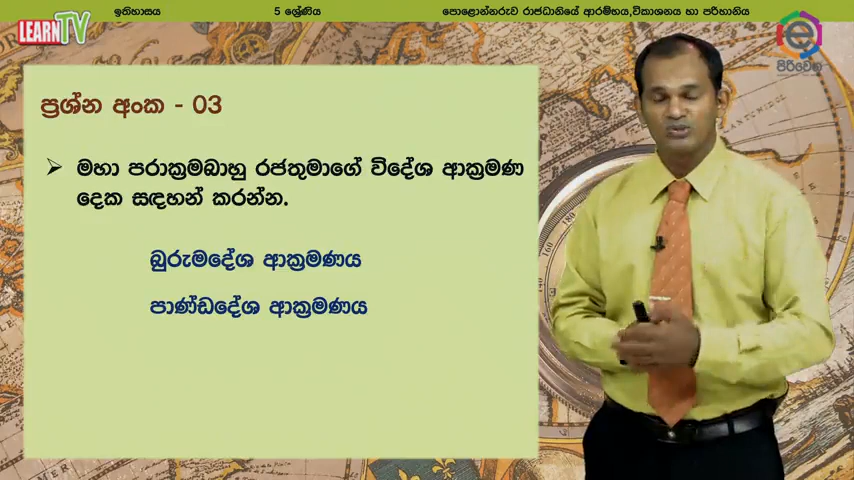 ඉතිහාසය 5 ශ්‍රේණිය පොළොන්නරුව රාජධානියේ ආරම්භය,විකාශනය හා පරිහානිය
LEARN TV
පිරිවෙන
ප්‍රශ්න අංක - 03
මහා පරාක්‍රමබාහු රජතුමාගේ විදේශ ආක්‍රමණ
දෙක සඳහන් කරන්න.
බුරුමදේශ ආක්‍රමණය
පාණ්ඩදේශ ආක්‍රමණය